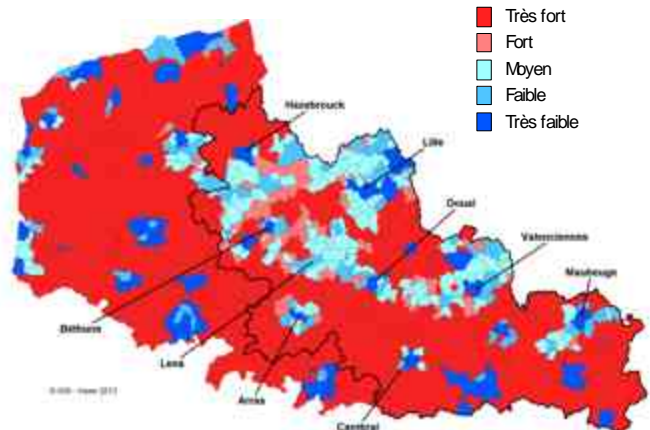 Très fort
Fort
Moyen
Faible
Très faible
Hazebrouck
Lille
Douai
Valenciennes
Maubeuge
Béthune
Lens
Arras
Cambrai